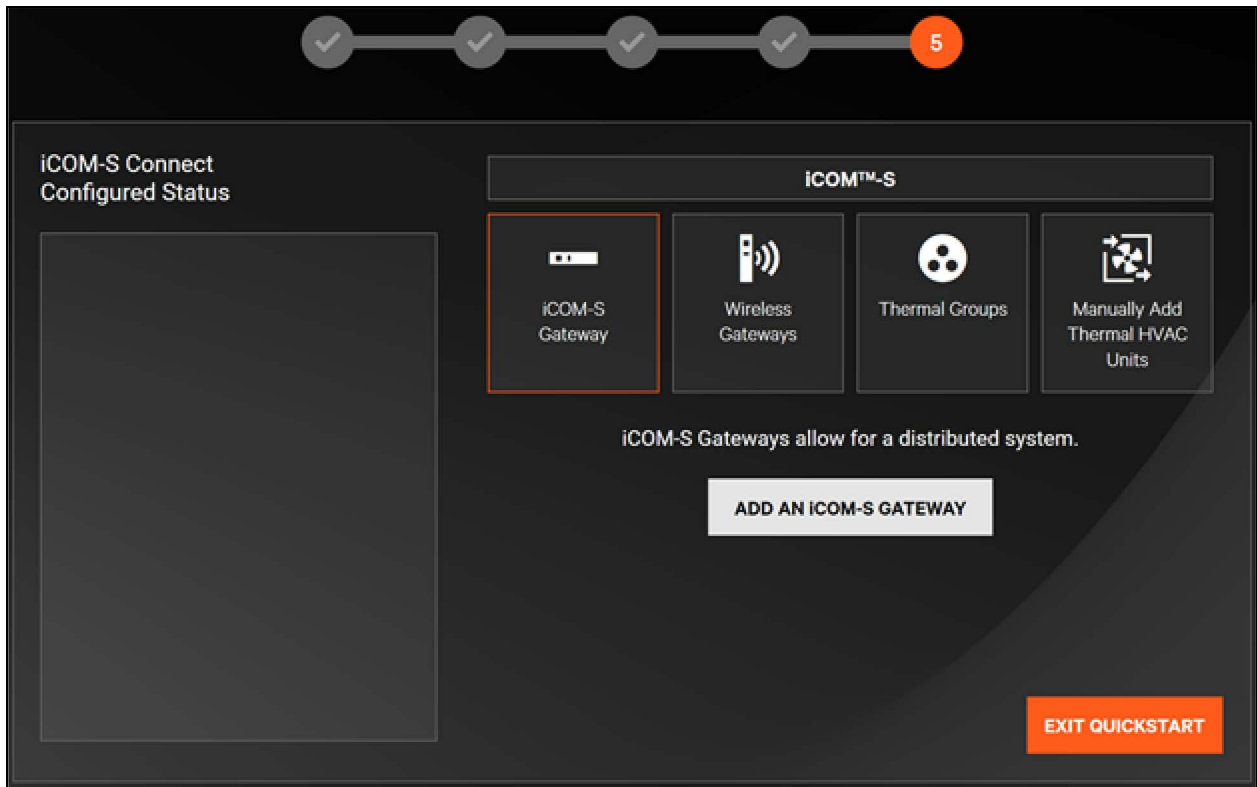 5
iCOM-S Connect
Configured Status
iCOM™-S
iCOM-S
Gateway
Wireless
Gateways
Thermal Groups
Manually Add
Thermal HVAC
Units
iCOM-S Gateways allow for a distributed system.
ADD AN iCOM-S GATEWAY
EXIT QUICKSTART